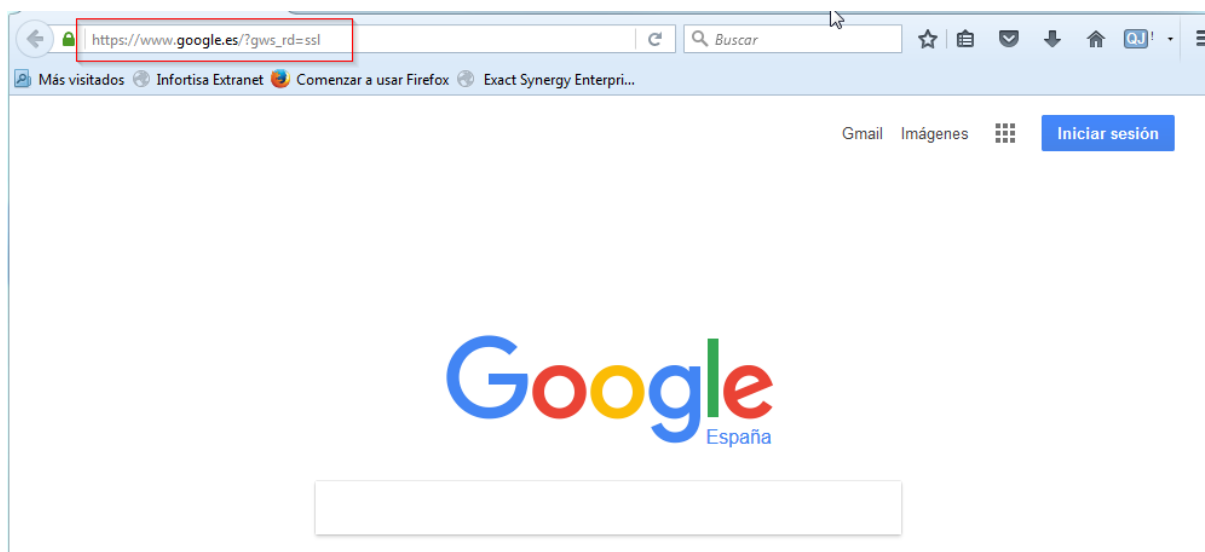 https://www.google.es/?gws_rd=ssl
Buscar
QJ!
Más visitados Infortisa Extranet Comenzar a usar Firefox Exact Synergy Enterpri...
Gmail Imágenes Iniciar sesión
Google
España